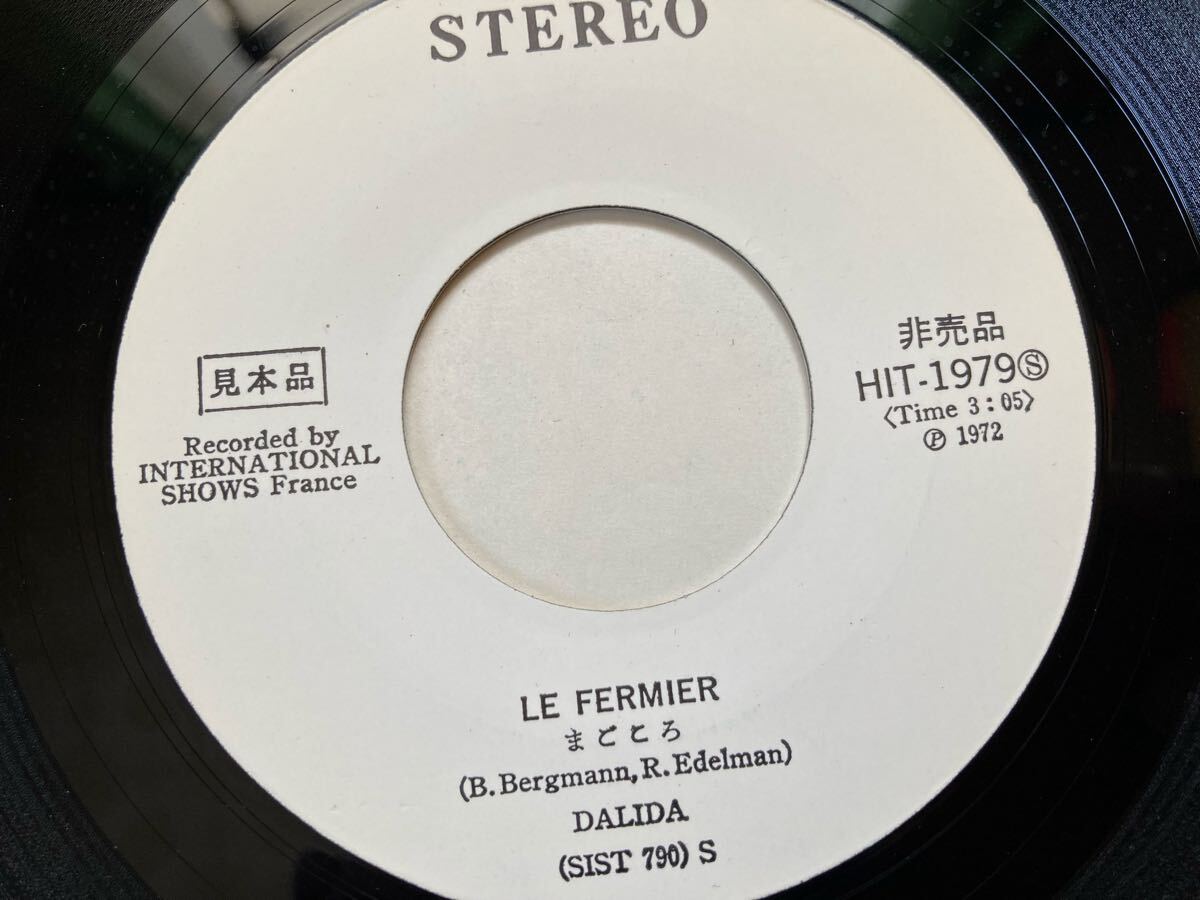 STEREO
見本品
Recorded by
INTERNATIONAL
SHOWS France
非売品
HIT-1979Ⓢ
〈Time 3:05〉
Ⓟ 1972
LE FERMIER
まどとろ
(B. Bergmann, R. Edelman)
DALIDA
(SIST 790) S